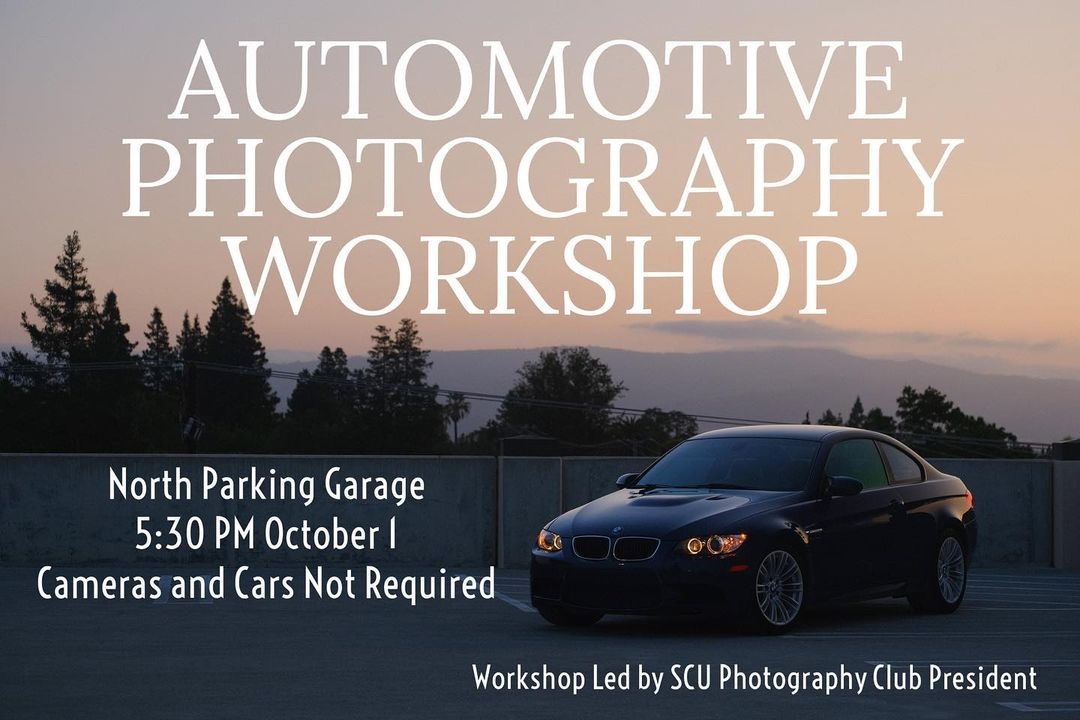 AUTOMOTIVE
PHOTOGRAPHY
WORKSHOP
North Parking Garage
5:30 PM October 1
Cameras and Cars Not Required
Workshop Led by SCU Photography Club President